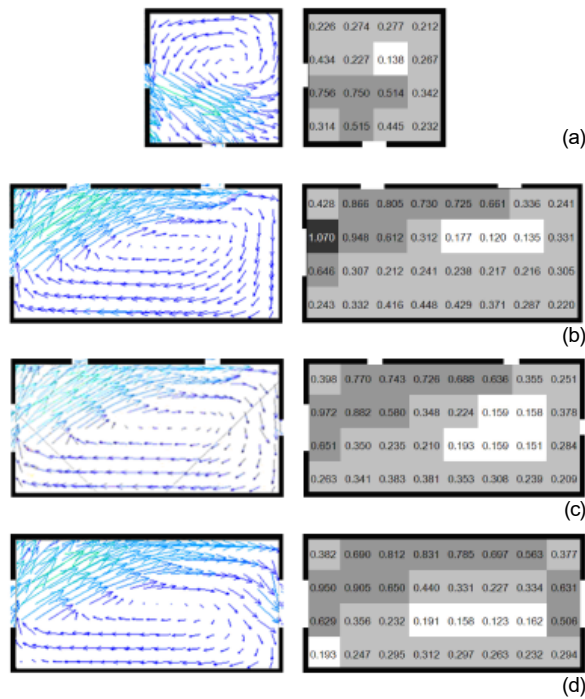 0.226 0.274 0.277 0.212
0.434 0.227 0.138 0.267
0.756 0.750 0.514 0.342
0.314 0.515 0.445 0.232
(a)
0.428 0.866 0.805 0.730 0.725 0.661 0.336 0.241
1.070 0.948 0.612 0.312 0.177 0.120 0.135 0.331
0.646 0.307 0.212 0.241 0.238 0.217 0.216 0.305
0.243 0.332 0.416 0.448 0.429 0.371 0.287 0.220
(b)
0.398 0.770 0.743 0.726 0.688 0.636 0.355 0.251
0.972 0.882 0.580 0.348 0.224 0.159 0.158 0.378
0.651 0.350 0.235 0.210 0.193 0.159 0.151 0.284
0.263 0.341 0.383 0.381 0.353 0.308 0.239 0.209
(c)
0.382 0.690 0.812 0.831 0.785 0.697 0.563 0.377
0.950 0.905 0.650 0.440 0.331 0.227 0.334 0.631
0.629 0.356 0.232 0.191 0.158 0.123 0.162 0.506
0.193 0.247 0.295 0.312 0.297 0.263 0.232 0.294
(d)